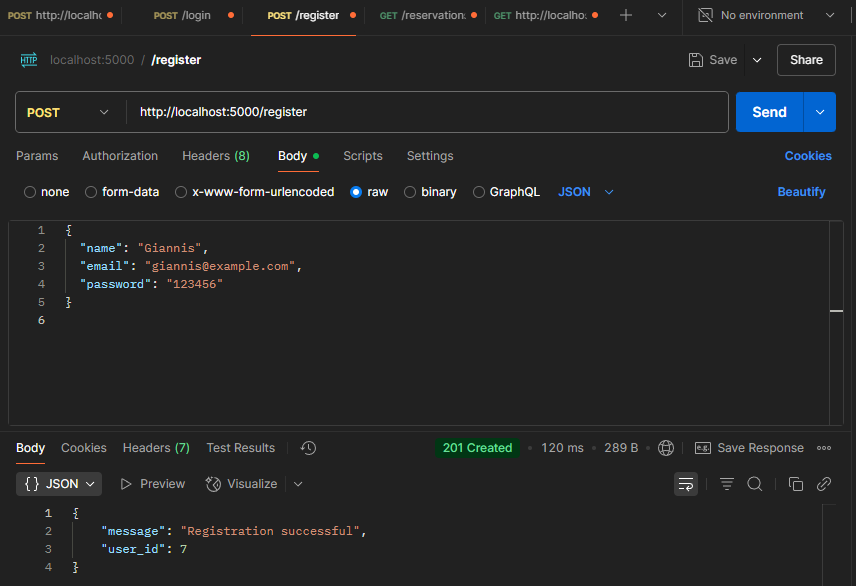 POST http://localhc POST /login POST /register GET /reservation: GET http://localho: No environment
HTTP localhost:5000 / /register Save Share
POST http://localhost:5000/register Send
Params Authorization Headers (8) Body Scripts Settings Cookies
none form-data x-www-form-urlencoded raw binary GraphQL JSON Beautify
1 {
2 "name": "Giannis",
3 "email": "giannis@example.com",
4 "password": "123456"
5 }
6
Body Cookies Headers (7) Test Results 201 Created • 120 ms • 289 B • e.g. Save Response
{} JSON Preview Visualize
1 {
2 "message": "Registration successful",
3 "user_id": 7
4 }